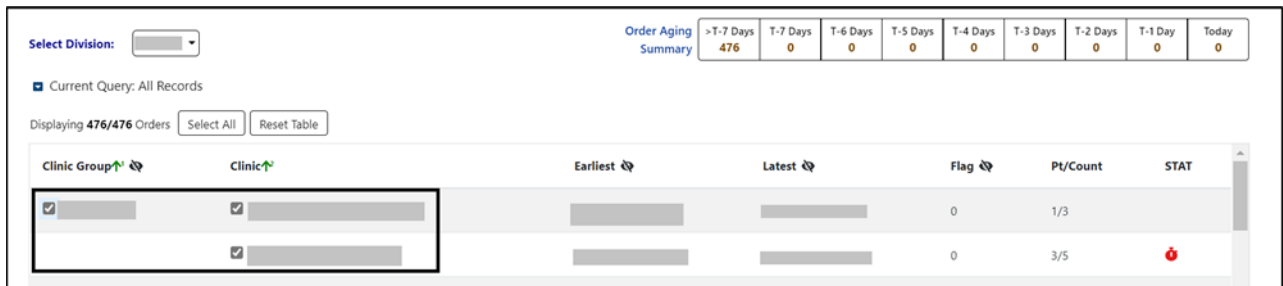 Select Division:
Order Aging Summary
>T-7 Days T-7 Days T-6 Days T-5 Days T-4 Days T-3 Days T-2 Days T-1 Day Today
476 0 0 0 0 0 0 0 0
Current Query: All Records
Displaying 476/476 Orders Select All Reset Table
Clinic Group 1 Clinic 2 Earliest Latest Flag Pt/Count STAT
0 1/3
0 3/5